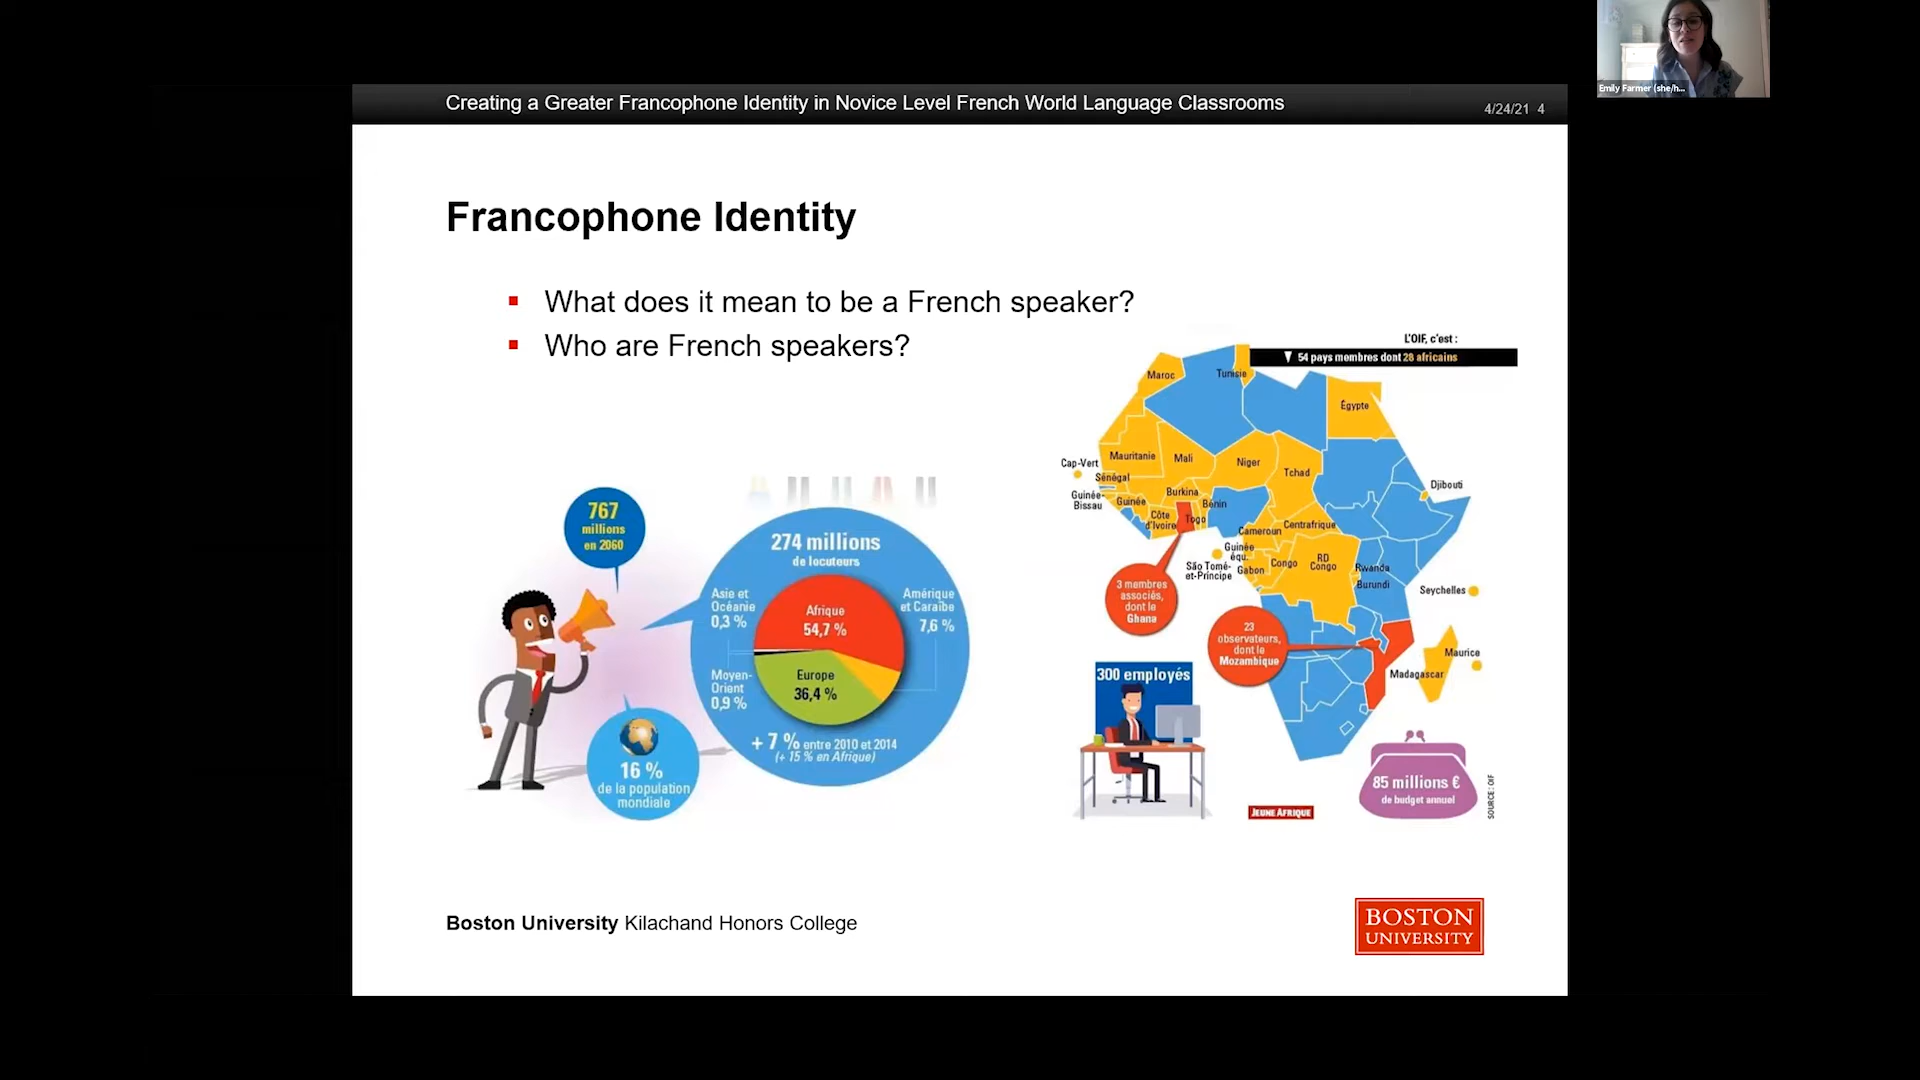 Emily Farmer (she/h...
Creating a Greater Francophone Identity in Novice Level French World Language Classrooms
4/24/21 4
Francophone Identity
What does it mean to be a French speaker?
Who are French speakers?
767
millions
en 2060
274 millions
de locuteurs
Asie et
Océanie
0,3 %
Afrique
54,7 %
Amérique
et Caraïbe
7,6 %
Moyen-
Orient
0,9 %
Europe
36,4 %
+ 7 % entre 2010 et 2014
(+ 15 % en Afrique)
16 %
de la population
mondiale
L'OIF, c'est :
54 pays membres dont 28 africains
Maroc
Tunisie
Égypte
Cap-Vert
Mauritanie
Mali
Niger
Tchad
Sénégal
Djibouti
Guinée-
Bissau
Guinée
Burkina
Bénin
Côte
d'Ivoire
Togo
Cameroun
Centrafrique
Guinée
équ.
São Tomé-
et-Príncipe
Gabon
Congo
RD
Congo
Rwanda
Burundi
Seychelles
3 membres
associés,
dont le
Ghana
23
observateurs,
dont le
Mozambique
Maurice
Madagascar
300 employés
85 millions €
de budget annuel
JEUNE AFRIQUE
SOURCE : OIF
Boston University Kilachand Honors College
BOSTON
UNIVERSITY